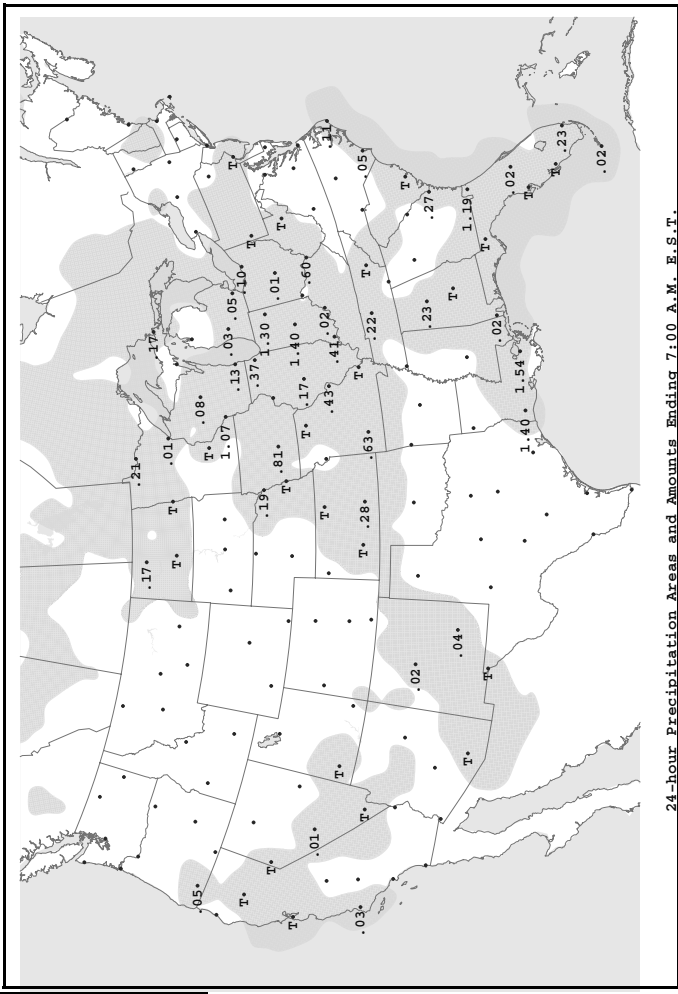 .21
.17
.17
.01
T
T
.05
.08
T
1.07
.03
.05
T
.13
.10
T
T
.37
.19
1.30
T
.01
.81
T
T
T
1.40
.17
T
.60
.01
.02
T
.11
.43
.41
T
T
.03
.05
T
.28
T
T
.63
.22
T
.02
.23
.27
T
.04
1.19
T
T
T
.02
.02
1.54
1.40
T
T
.23
.02
24-hour Precipitation Areas and Amounts Ending 7:00 A.M. E.S.T.